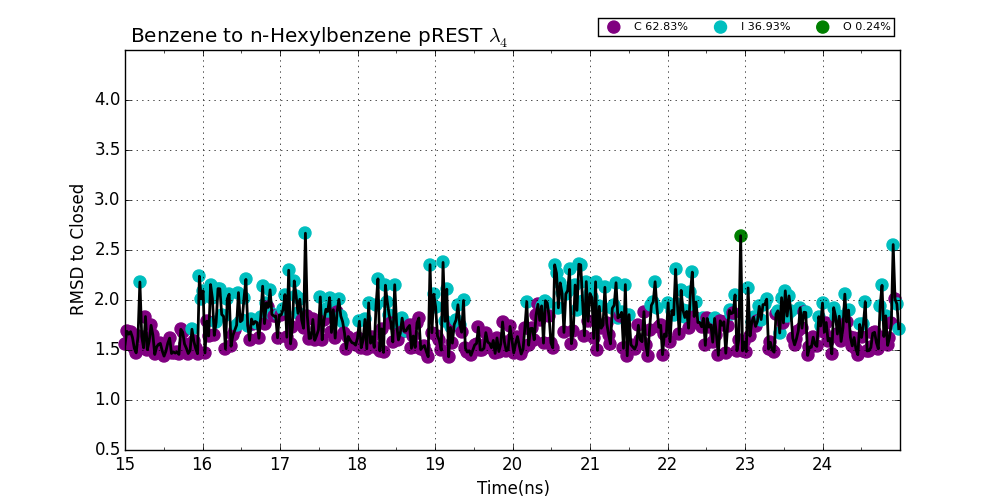 C 62.83% I 36.93% O 0.24%
Benzene to n-Hexylbenzene pREST λ4
RMSD to Closed
4.0
3.5
3.0
2.5
2.0
1.5
1.0
0.5
15 16 17 18 19 20 21 22 23 24
Time(ns)